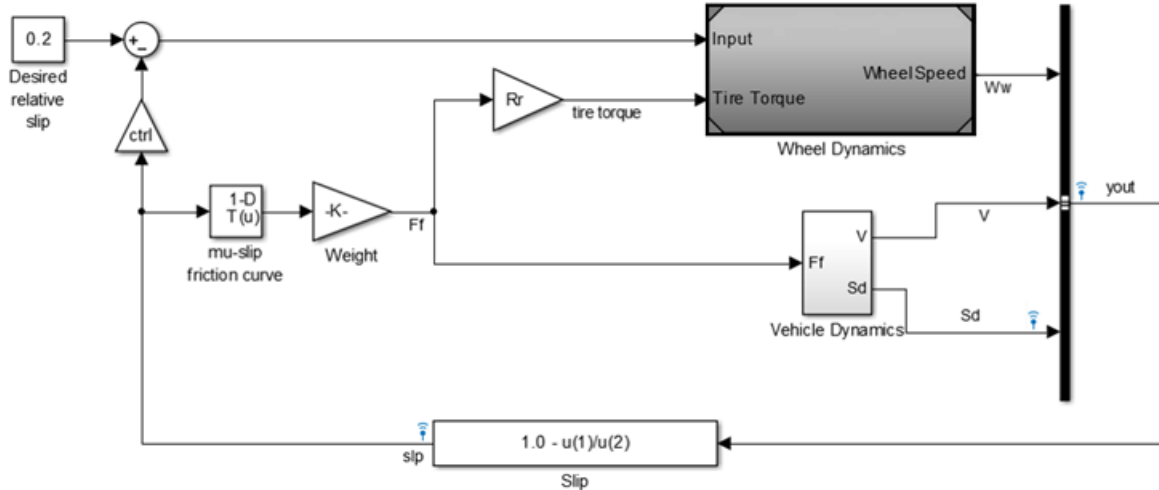 0.2
Desired
relative
slip
+
−
ctrl
Rr
tire torque
Input
WheelSpeed
Tire Torque
Wheel Dynamics
Ww
1-D
T(u)
mu-slip
friction curve
-K-
Weight
Ff
Ff
V
Sd
Vehicle Dynamics
V
Sd
yout
slp
1.0 - u(1)/u(2)
Slip